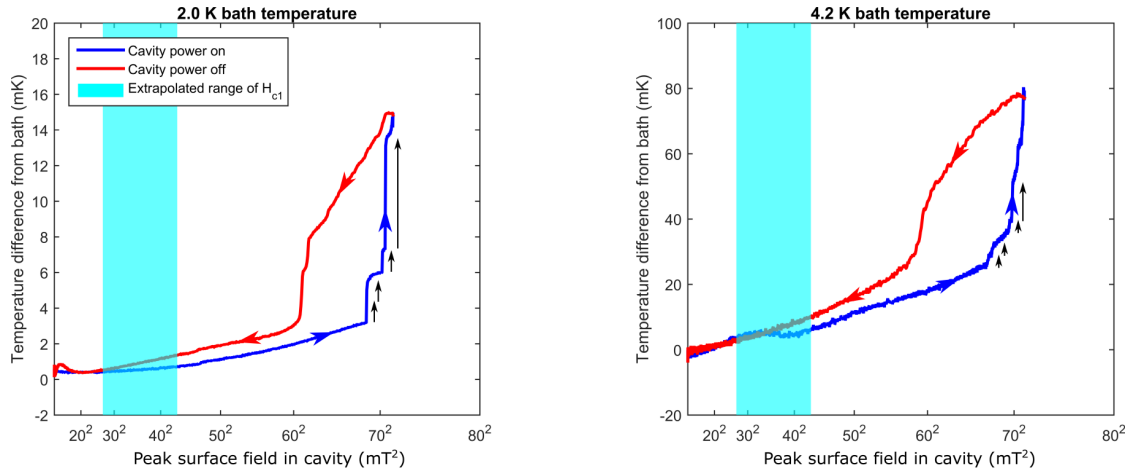 2.0 K bath temperature
20
18
16
14
12
10
8
6
4
2
0
-2
Temperature difference from bath (mK)
Cavity power on
Cavity power off
Extrapolated range of H_c1
20² 30² 40² 50² 60² 70² 80²
Peak surface field in cavity (mT²)
4.2 K bath temperature
100
80
60
40
20
0
-20
Temperature difference from bath (mK)
20² 30² 40² 50² 60² 70² 80²
Peak surface field in cavity (mT²)